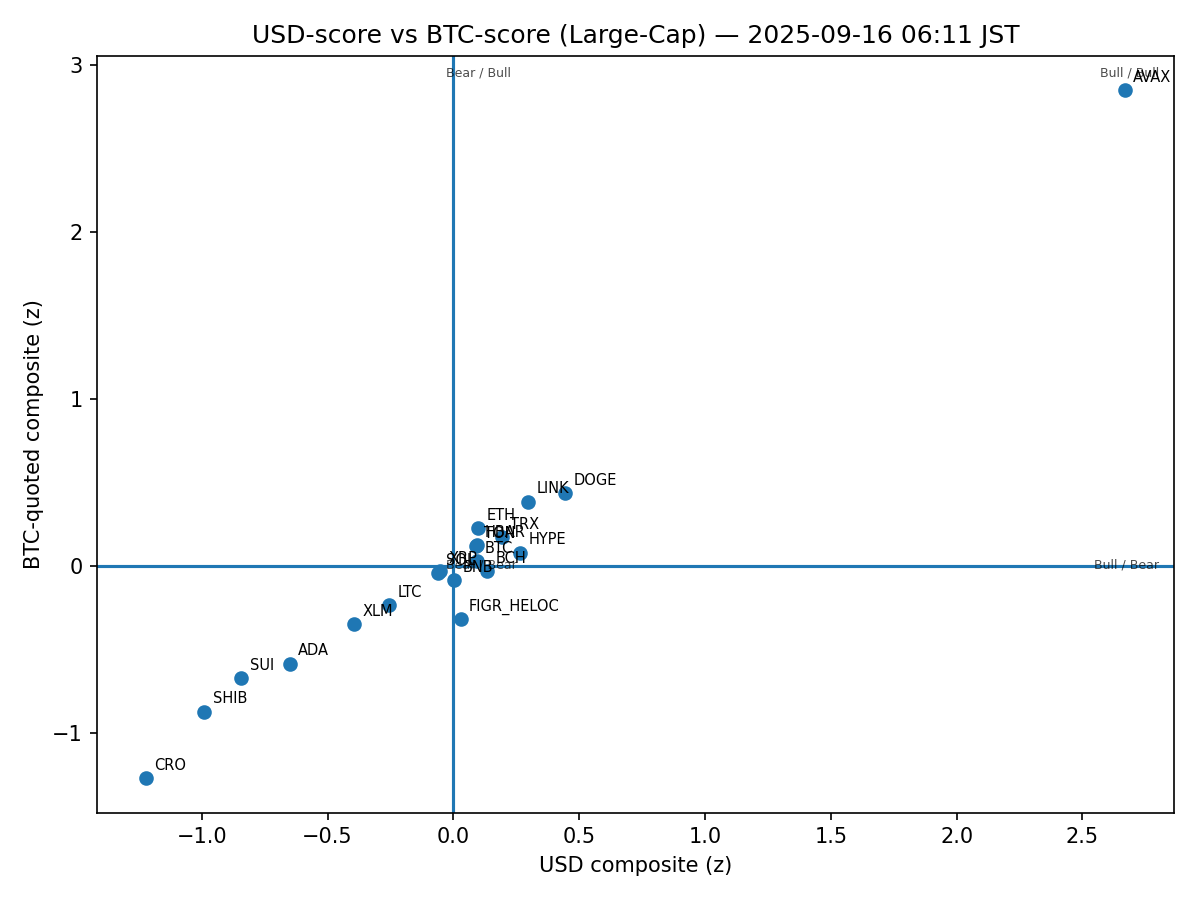 USD-score vs BTC-score (Large-Cap) — 2025-09-16 06:11 JST
3
2
1
0
−1
BTC-quoted composite (z)
Bear / Bull
Bull / Bull
AVAX
DOGE
LINK
ETH
TRX
HBAR
HYPE
BTC
XRP
BCH
BNB
Bull / Bear
LTC
FIGR_HELOC
XLM
ADA
SUI
SHIB
CRO
−1.0
−0.5
0.0
0.5
1.0
1.5
2.0
2.5
USD composite (z)